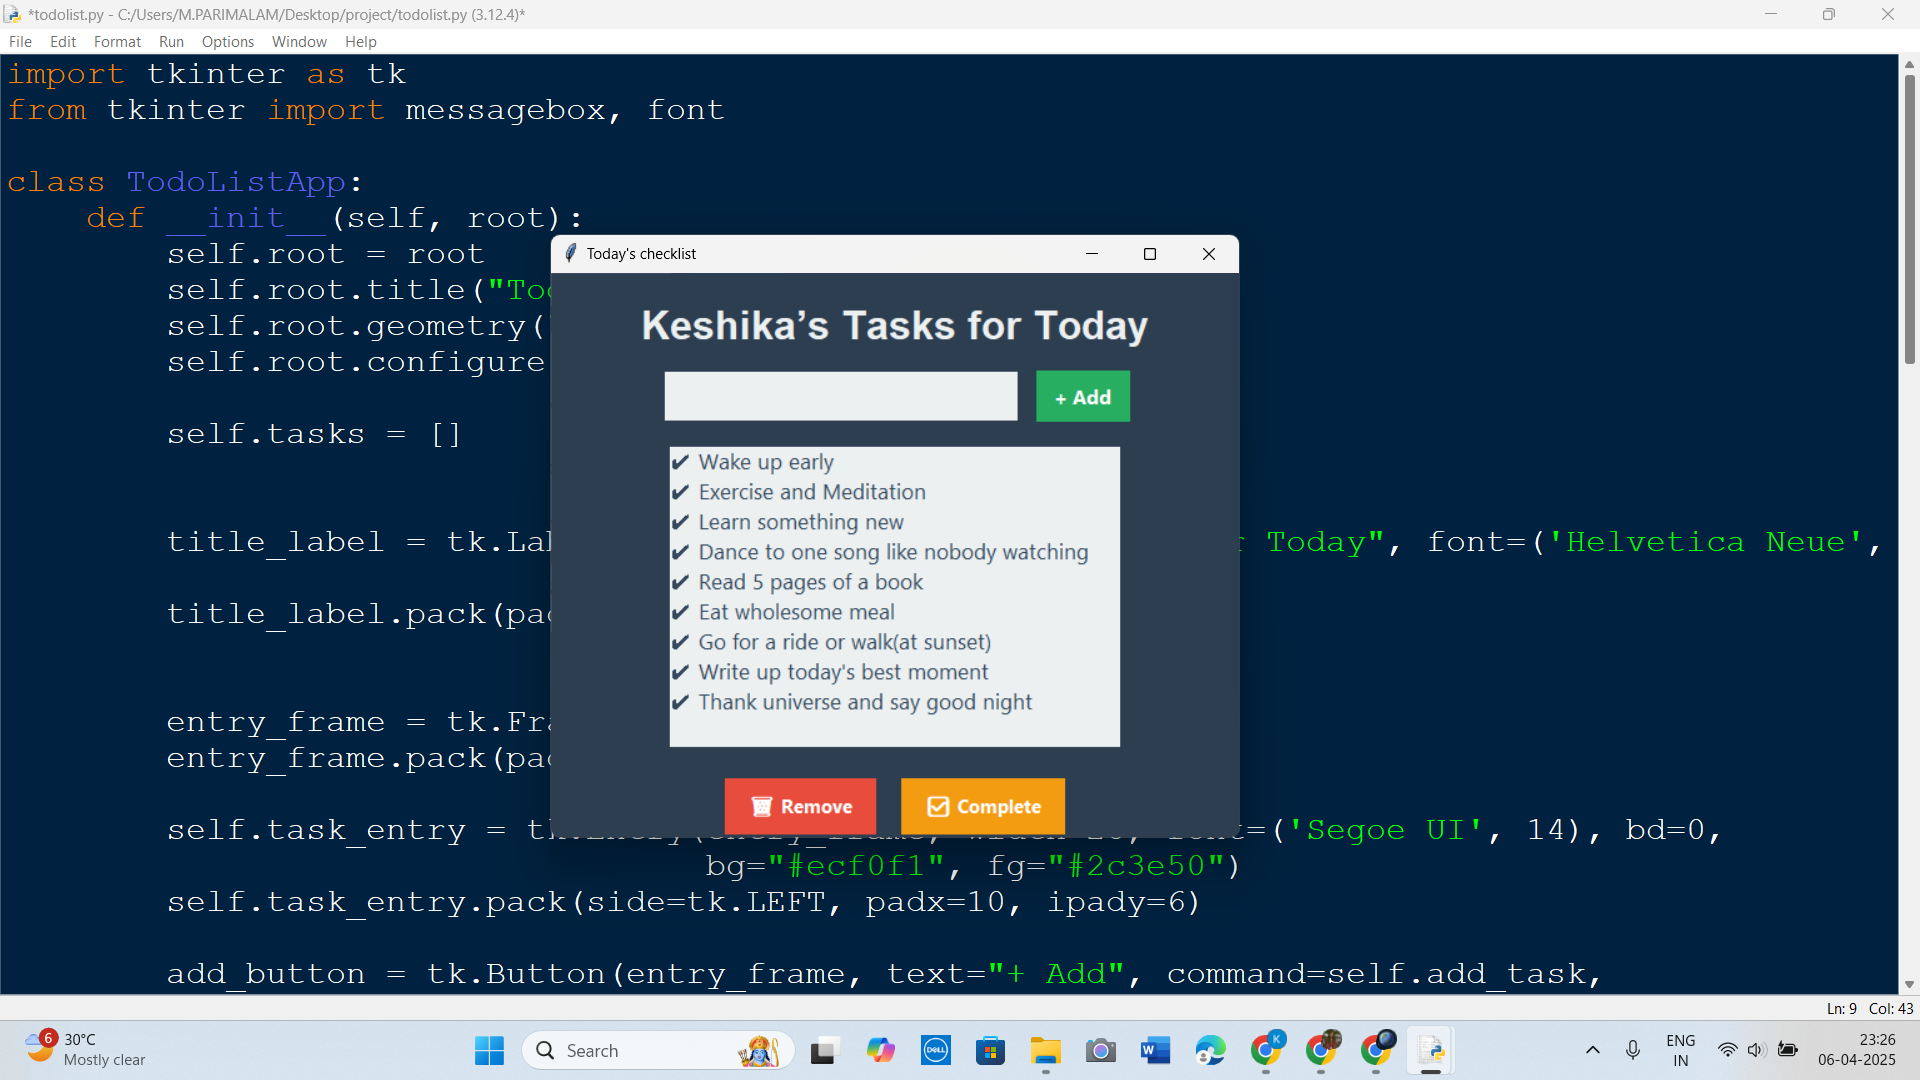 *todolist.py - C:/Users/M.PARIMALAM/Desktop/project/todolist.py (3.12.4)*
File Edit Format Run Options Window Help
import tkinter as tk
from tkinter import messagebox, font
class TodoListApp:
def __init__(self, root):
self.root = root
self.root.title("To
self.root.geometry(
self.root.configure
self.tasks = []
title_label = tk.La
Today", font=('Helvetica Neue',
title_label.pack(pa
entry_frame = tk.Fr
entry_frame.pack(pa
self.task_entry = t
=('Segoe UI', 14), bd=0,
bg="#ecf0f1", fg="#2c3e50")
self.task_entry.pack(side=tk.LEFT, padx=10, ipady=6)
add_button = tk.Button(entry_frame, text="+ Add", command=self.add_task,
Today's checklist
Keshika’s Tasks for Today
+ Add
✔ Wake up early
✔ Exercise and Meditation
✔ Learn something new
✔ Dance to one song like nobody watching
✔ Read 5 pages of a book
✔ Eat wholesome meal
✔ Go for a ride or walk(at sunset)
✔ Write up today's best moment
✔ Thank universe and say good night
Remove
Complete
Ln: 9 Col: 43
6
30°C
Mostly clear
Search
DELL
W
K
ENG
IN
23:26
06-04-2025